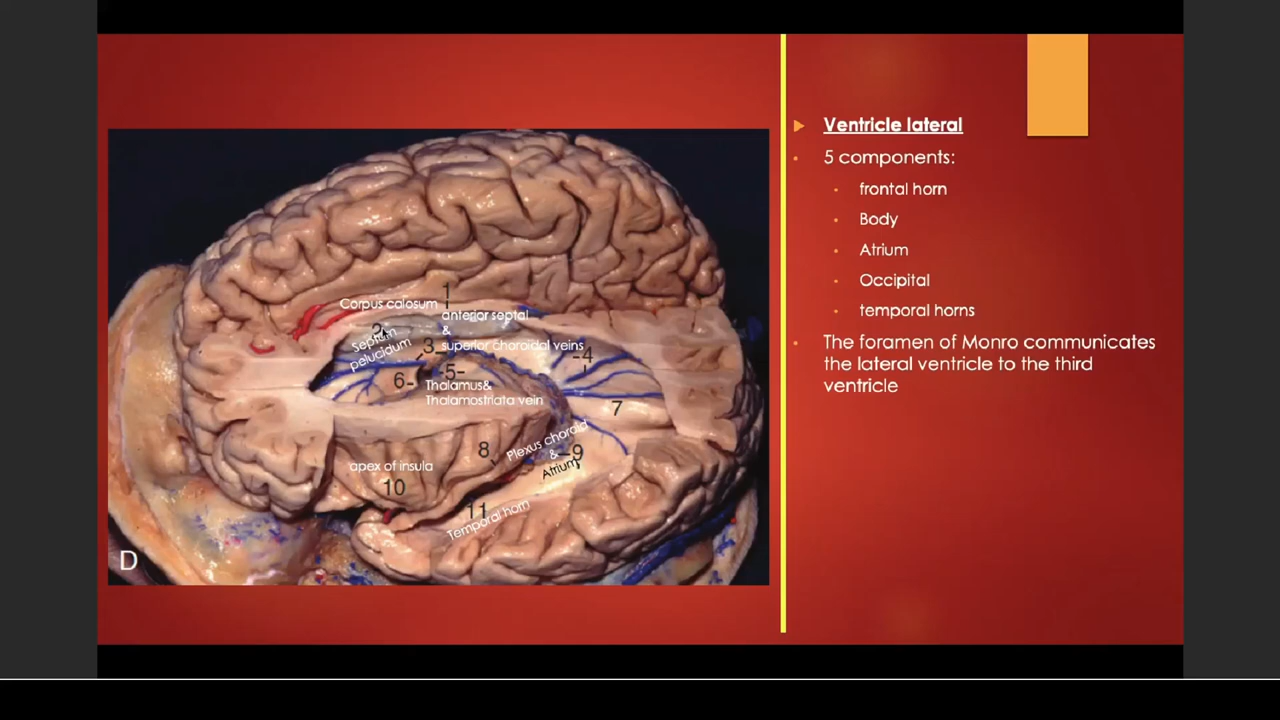 Corpus calosum
1
anterior septal
&
superior choroidal veins
2
Septum
pelucidum
3
-4
6-
-5-
Thalamus&
Thalamostriata vein
7
8
Plexus choroid
&
Atrium
-9
apex of insula
10
11
Temporal horn
D
Ventricle lateral
5 components:
frontal horn
Body
Atrium
Occipital
temporal horns
The foramen of Monro communicates
the lateral ventricle to the third
ventricle